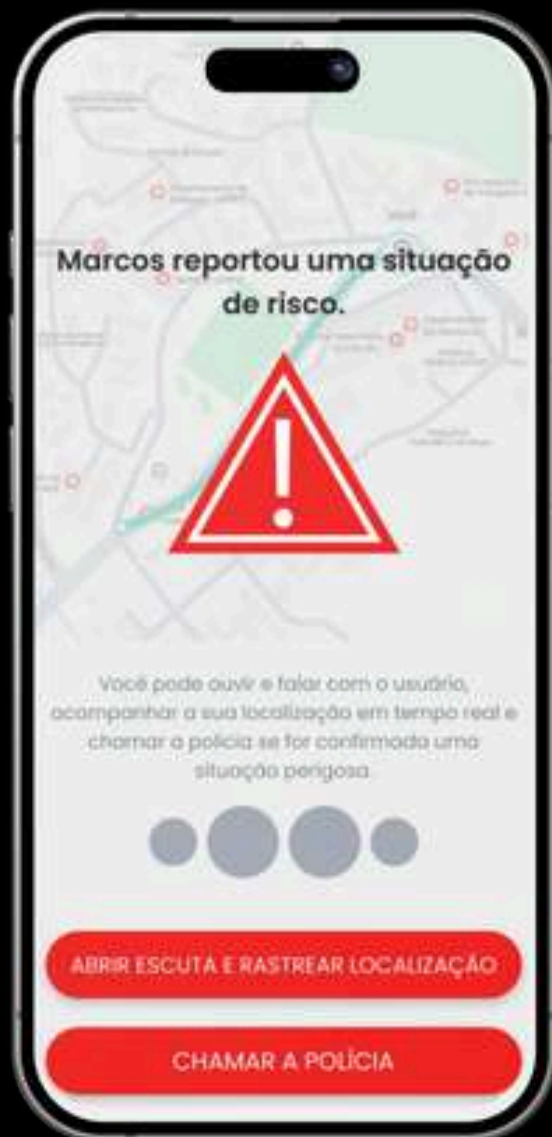 Marcos reportou uma situação
de risco.
Você pode ouvir e falar com o usuário,
acompanhar a sua localização em tempo real e
chamar a polícia se for confirmada uma
situação perigosa.
ABRIR ESCUTA E RASTREAR LOCALIZAÇÃO
CHAMAR A POLÍCIA